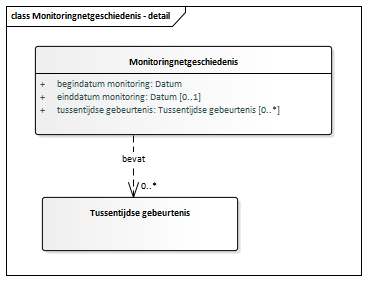 class Monitoringnetgeschiedenis - detail
Monitoringnetgeschiedenis
+ begindatum monitoring: Datum
+ einddatum monitoring: Datum [0..1]
+ tussentijdse gebeurtenis: Tussentijdse gebeurtenis [0..*]
bevat
0..*
Tussentijdse gebeurtenis